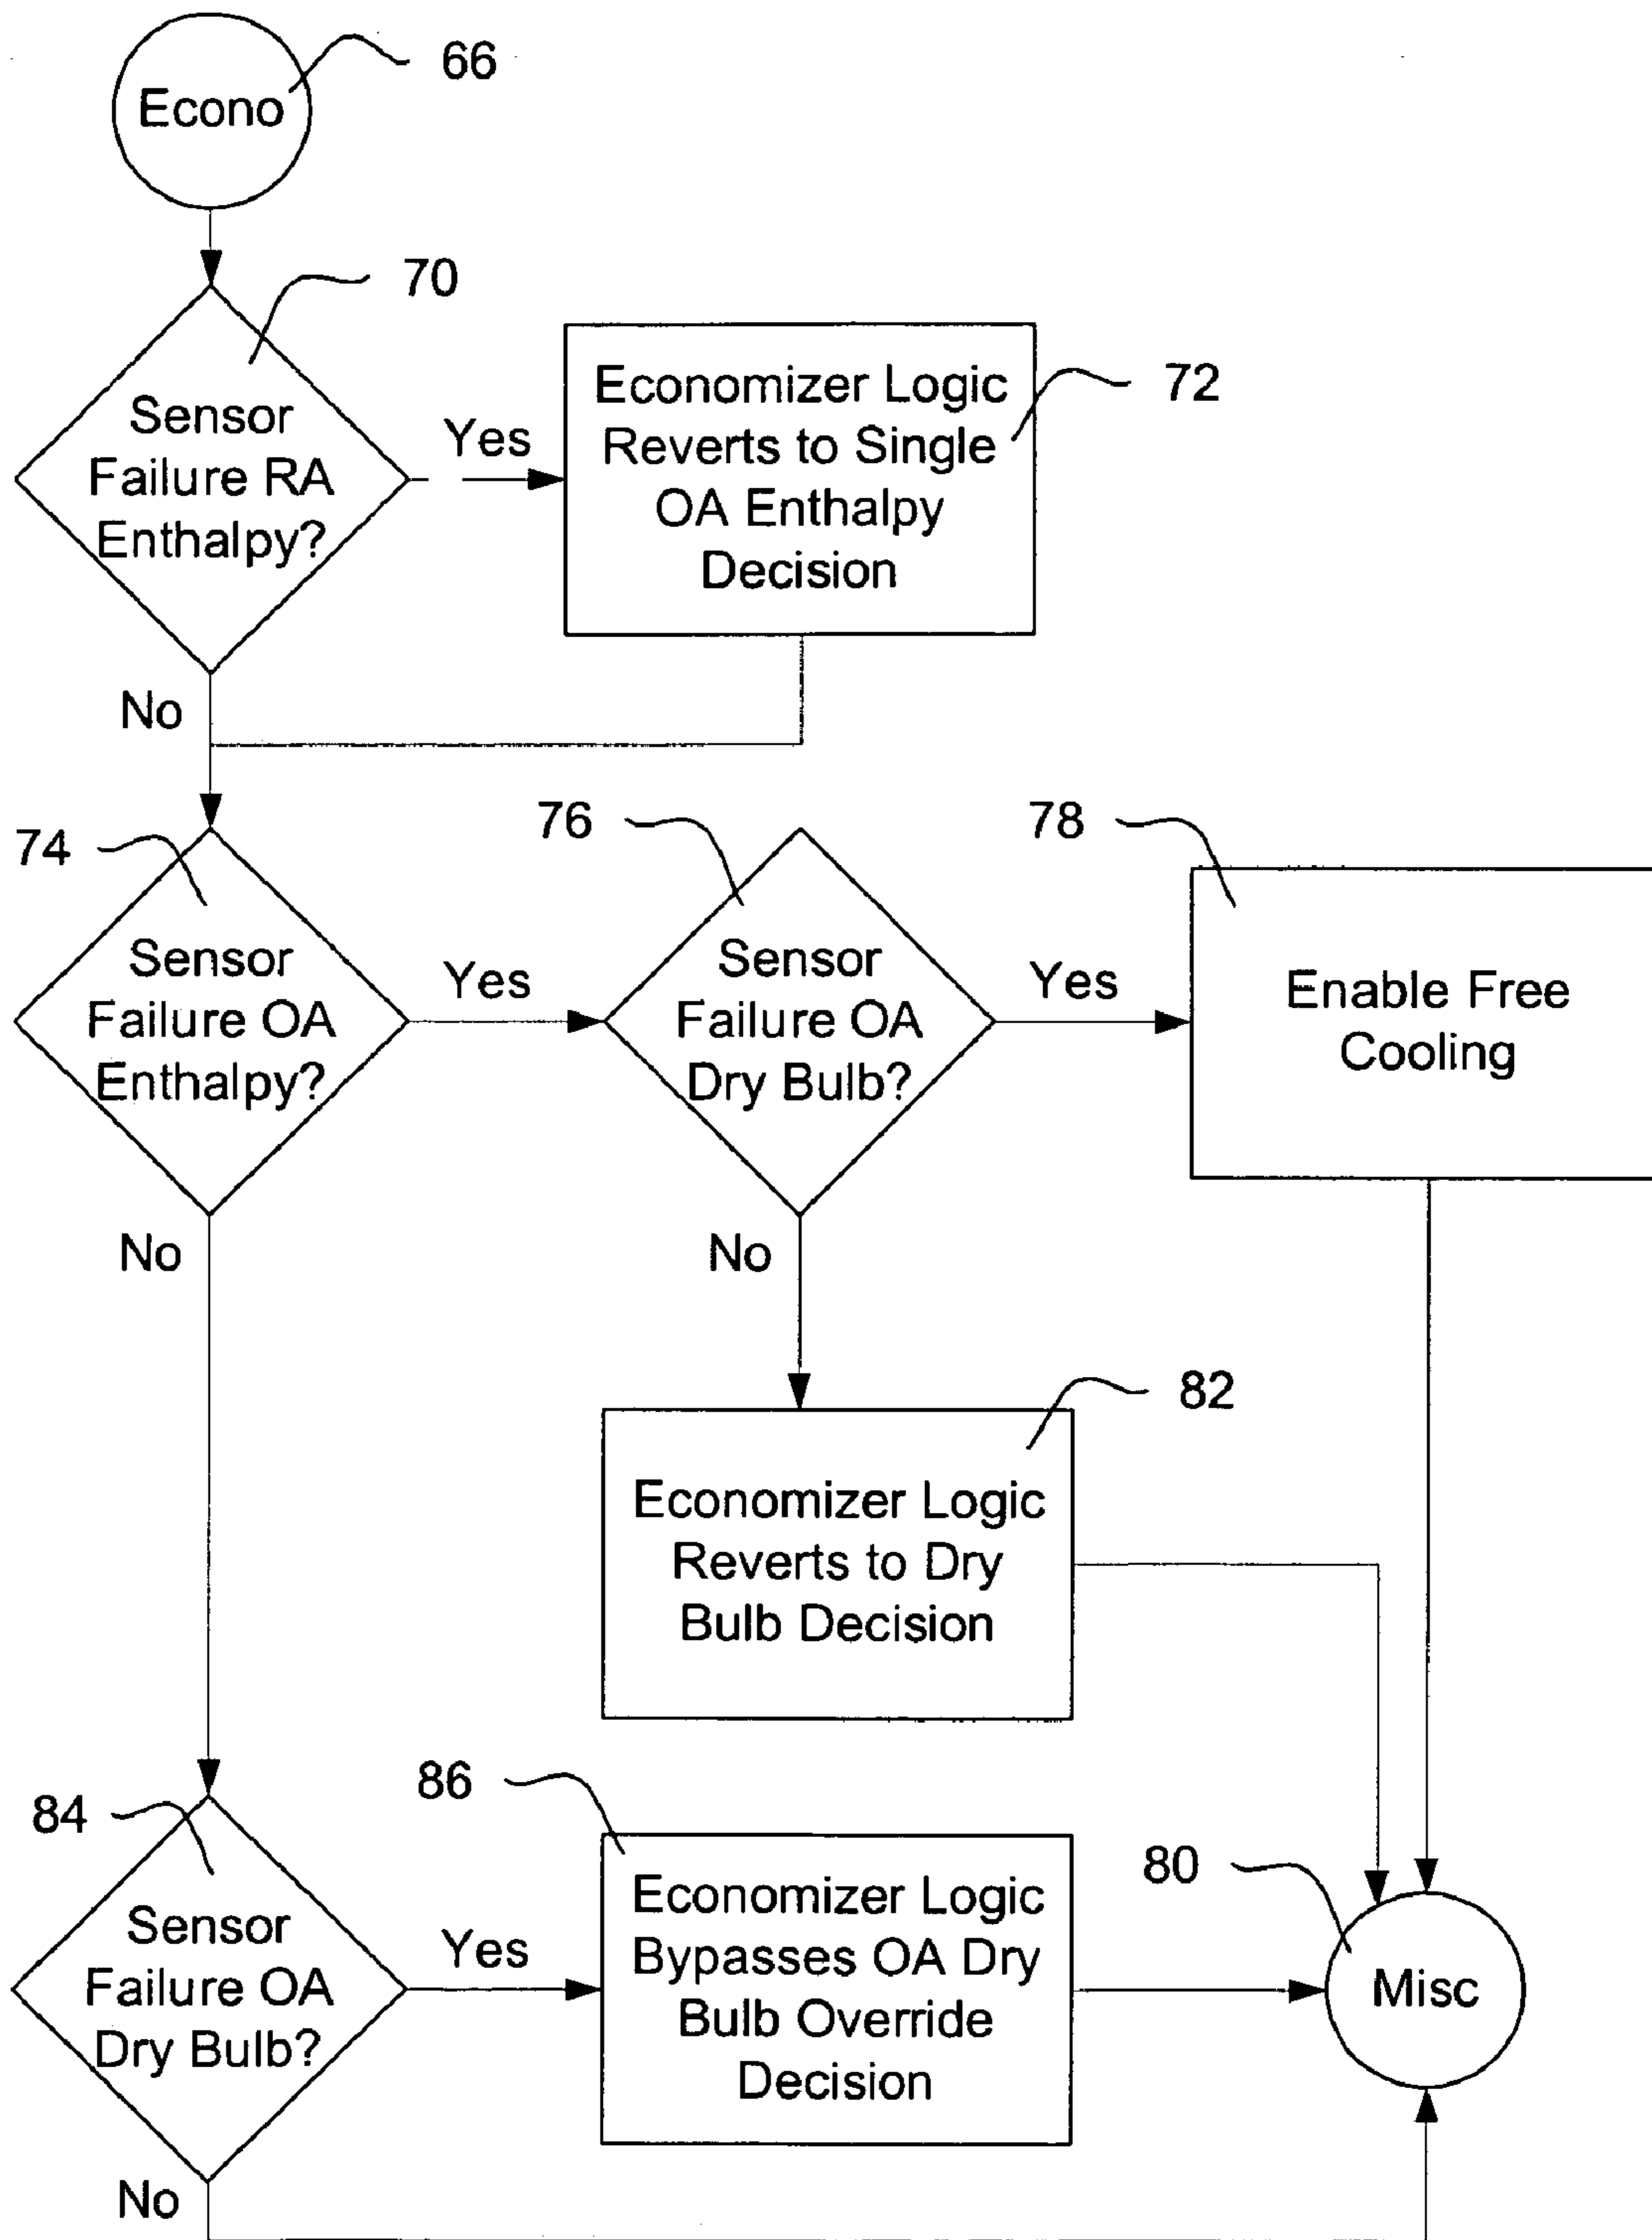 66
Econo
70
Sensor
Failure RA
Enthalpy?
Yes
Economizer Logic
Reverts to Single
OA Enthalpy
Decision
72
No
74
Sensor
Failure OA
Enthalpy?
Yes
76
Sensor
Failure OA
Dry Bulb?
Yes
78
Enable Free
Cooling
No
No
82
Economizer Logic
Reverts to Dry
Bulb Decision
84
Sensor
Failure OA
Dry Bulb?
Yes
86
Economizer Logic
Bypasses OA Dry
Bulb Override
Decision
80
Misc
No